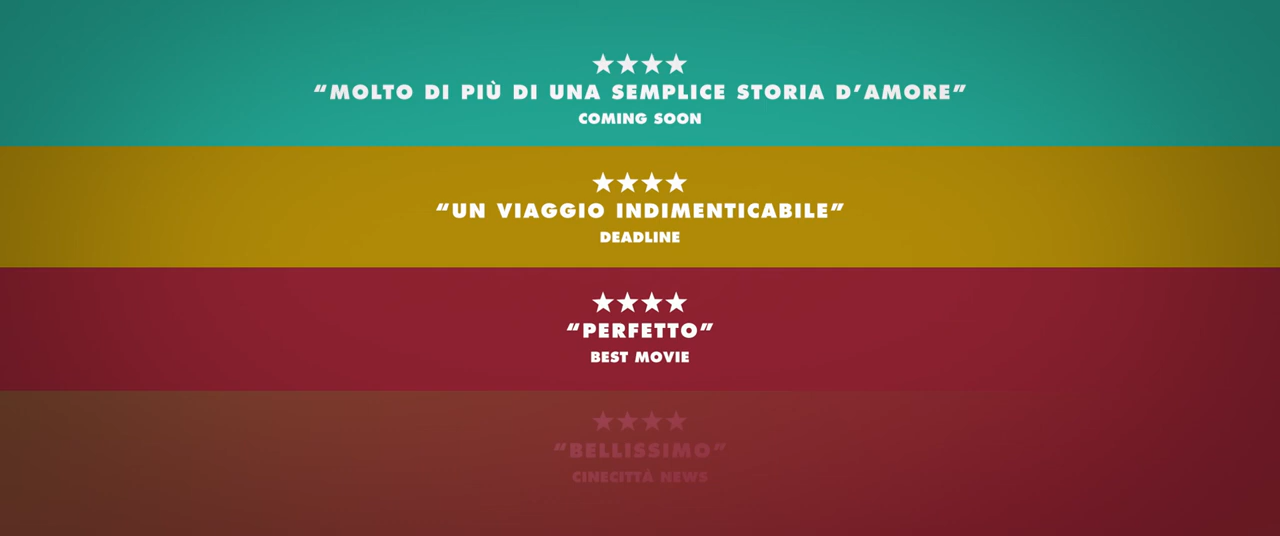 ★★★★
“MOLTO DI PIÙ DI UNA SEMPLICE STORIA D’AMORE”
COMING SOON
★★★★
“UN VIAGGIO INDIMENTICABILE”
DEADLINE
★★★★
“PERFETTO”
BEST MOVIE
★★★★
“BELLISSIMO”
CINECITTÀ NEWS